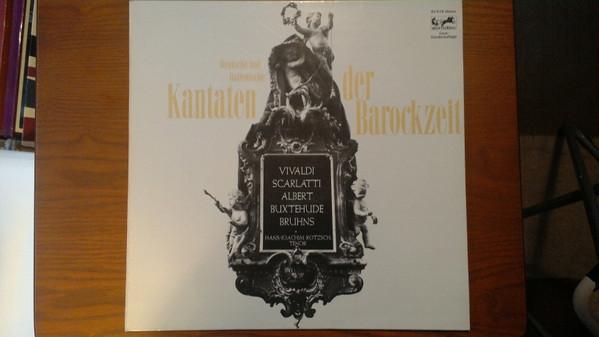 Deutsche und
Italienische
Kantaten
der
Barockzeit
VIVALDI
SCARLATTI
ALBERT
BUXTEHUDE
BRUHNS
HANS-JOACHIM ROTZSCH
TENOR